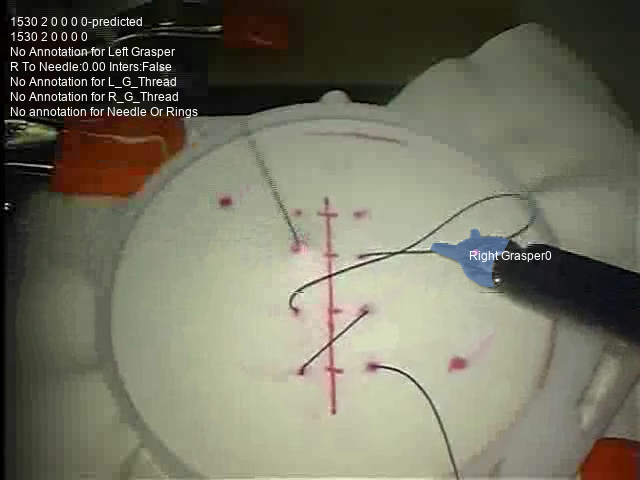 1530 2 0 0 0 0-predicted
1530 2 0 0 0 0
No Annotation for Left Grasper
R To Needle:0.00 Inters:False
No Annotation for L_G_Thread
No Annotation for R_G_Thread
No annotation for Needle Or Rings
Right Grasper0